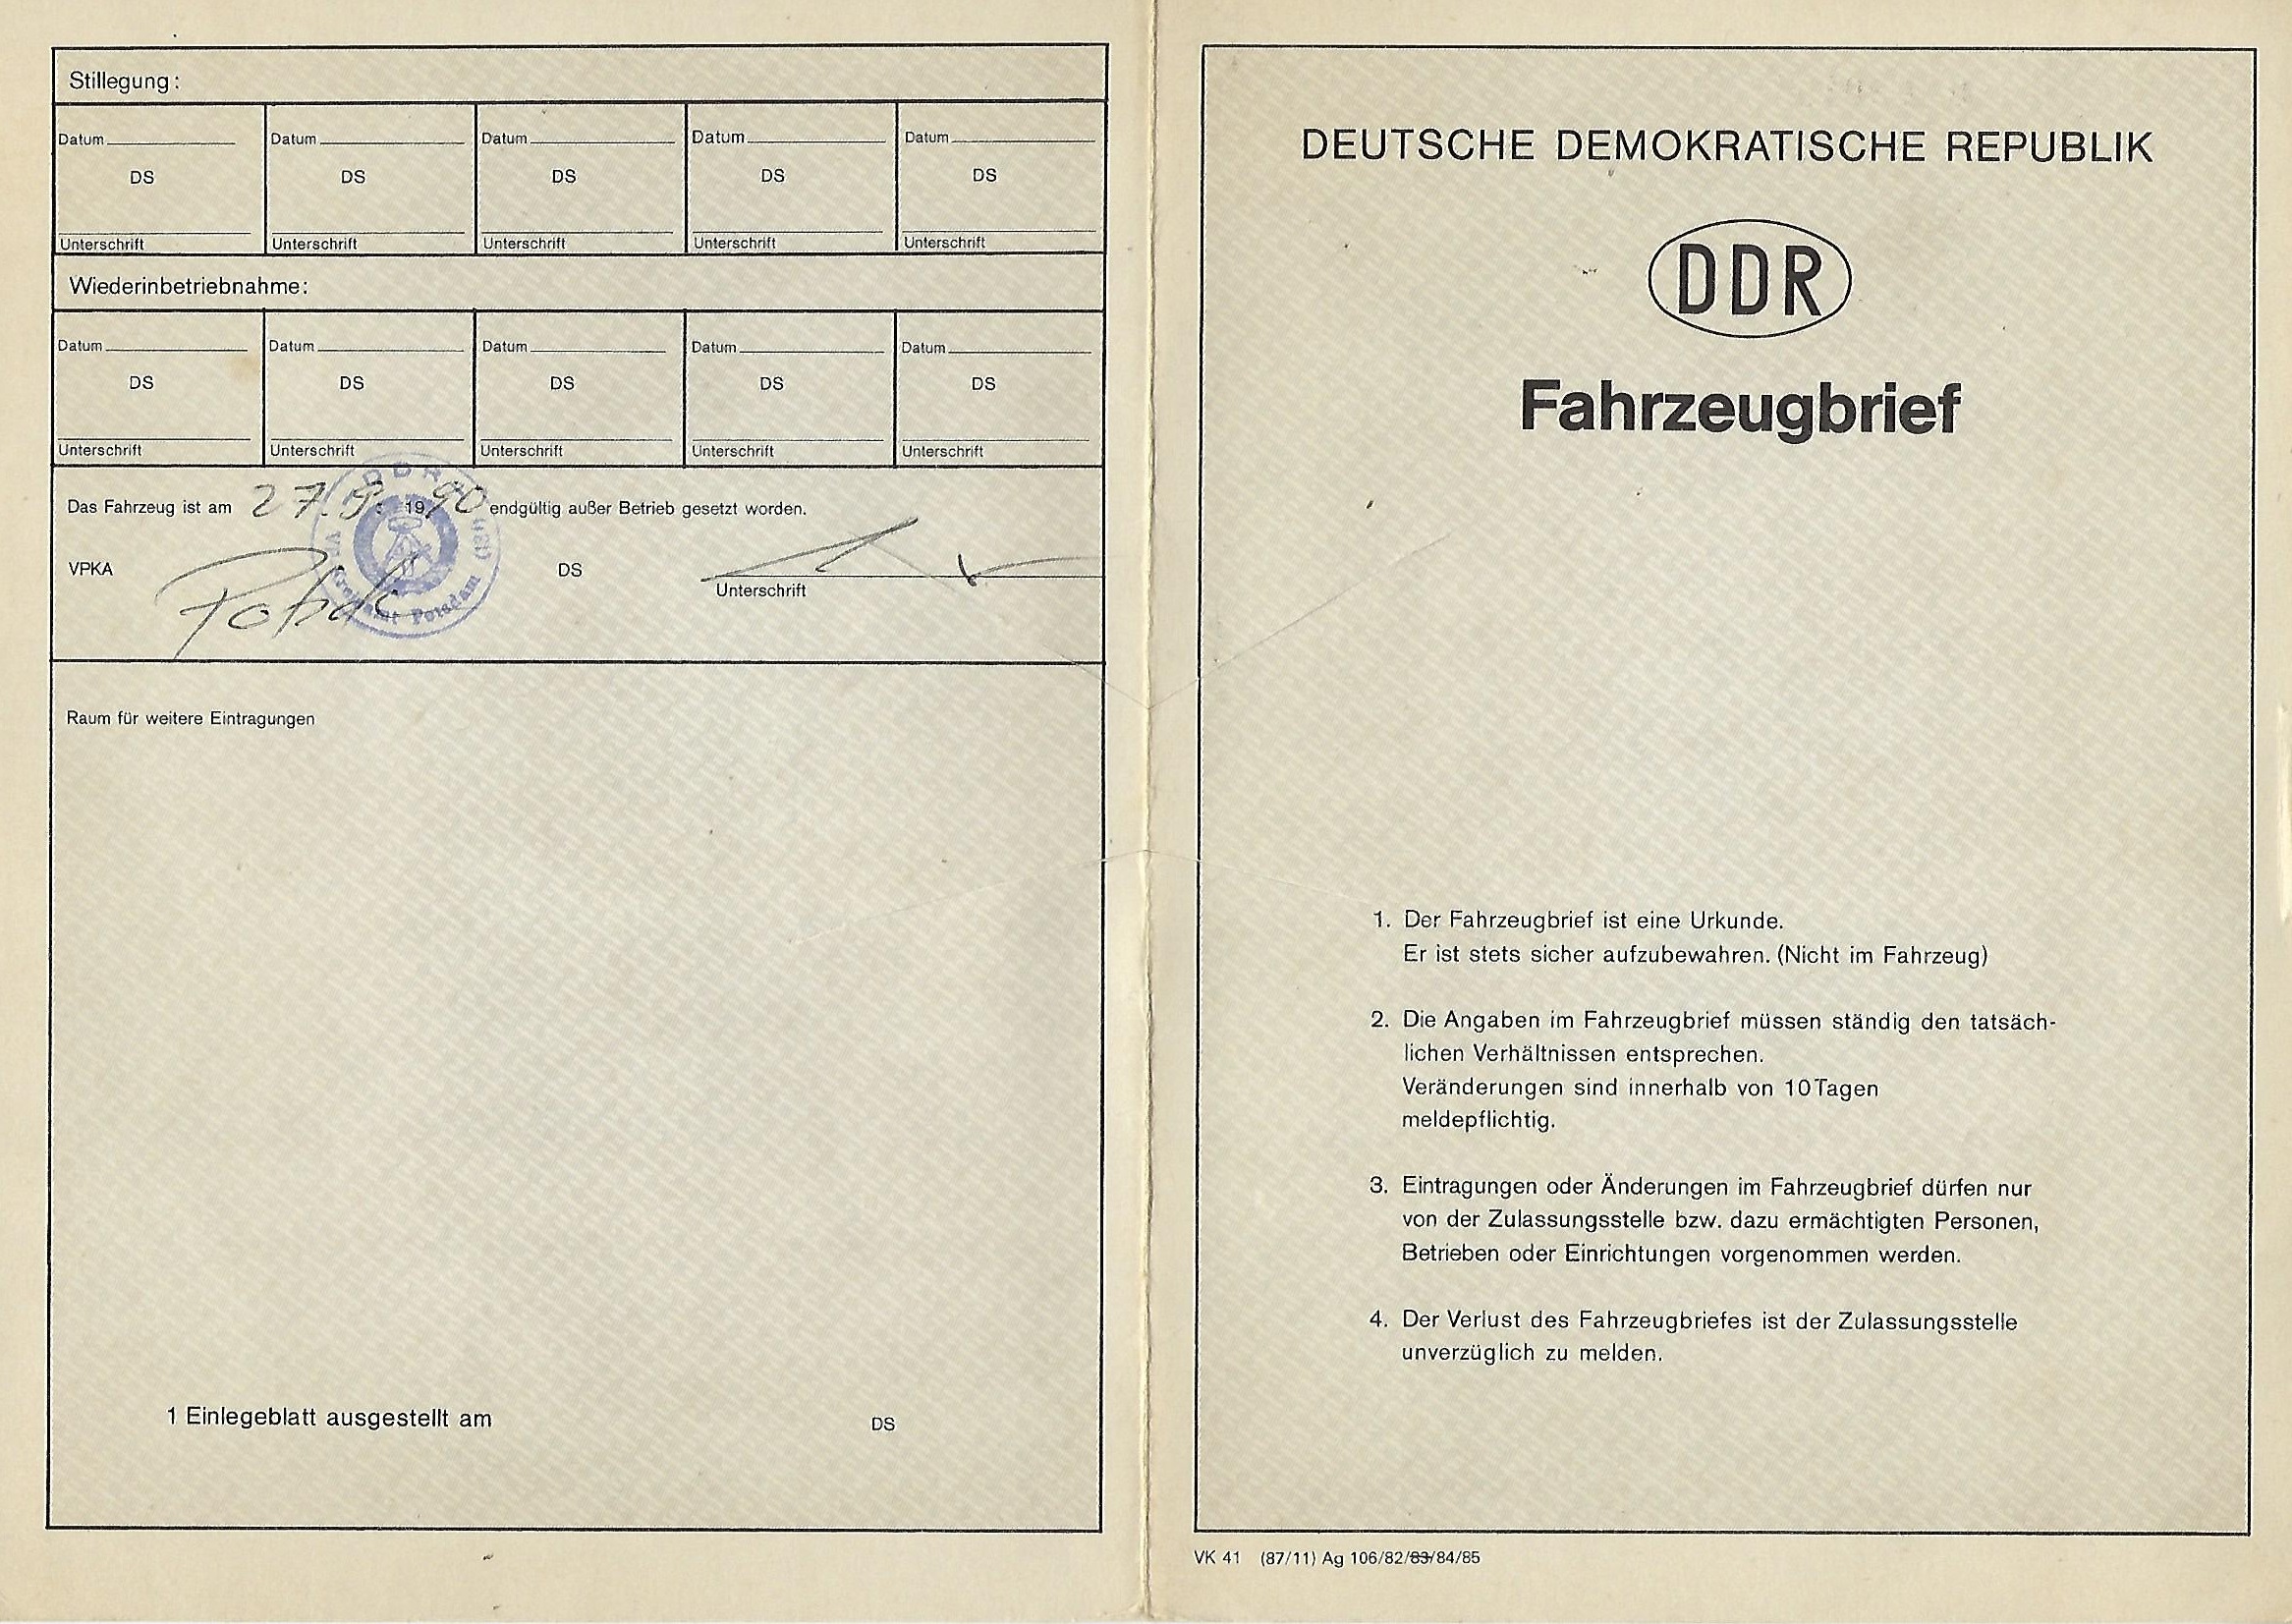 Stillegung:
Datum Datum Datum Datum Datum
DS DS DS DS DS
Unterschrift Unterschrift Unterschrift Unterschrift Unterschrift
Wiederinbetriebnahme:
Datum Datum Datum Datum Datum
DS DS DS DS DS
Unterschrift Unterschrift Unterschrift Unterschrift Unterschrift
Das Fahrzeug ist am 27. 1990 endgültig außer Betrieb gesetzt worden.
DDR
VPKA DS
Potsdam
Unterschrift
Raum für weitere Eintragungen
1 Einlegeblatt ausgestellt am DS
DEUTSCHE DEMOKRATISCHE REPUBLIK
DDR
Fahrzeugbrief
1. Der Fahrzeugbrief ist eine Urkunde.
Er ist stets sicher aufzubewahren. (Nicht im Fahrzeug)
2. Die Angaben im Fahrzeugbrief müssen ständig den tatsäch-
lichen Verhältnissen entsprechen.
Veränderungen sind innerhalb von 10 Tagen
meldepflichtig.
3. Eintragungen oder Änderungen im Fahrzeugbrief dürfen nur
von der Zulassungsstelle bzw. dazu ermächtigten Personen,
Betrieben oder Einrichtungen vorgenommen werden.
4. Der Verlust des Fahrzeugbriefes ist der Zulassungsstelle
unverzüglich zu melden.
VK 41 (87/11) Ag 106/82/83/84/85